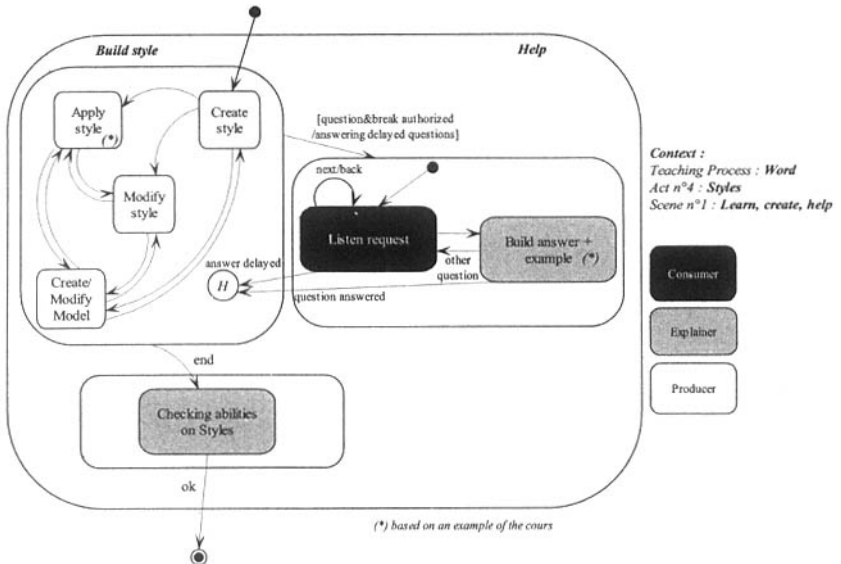 Build style
Help
Apply
style
(*)
Create
style
Modify
style
Create/
Modify
Model
[question&break authorized
/answering delayed questions]
next/back
Listen request
Build answer +
example (*)
other
question
answer delayed
H
question answered
end
Checking abilities
on Styles
ok
(*) based on an example of the cours
Context :
Teaching Process : Word
Act n°4 : Styles
Scene n°1 : Learn, create, help
Consumer
Explainer
Producer